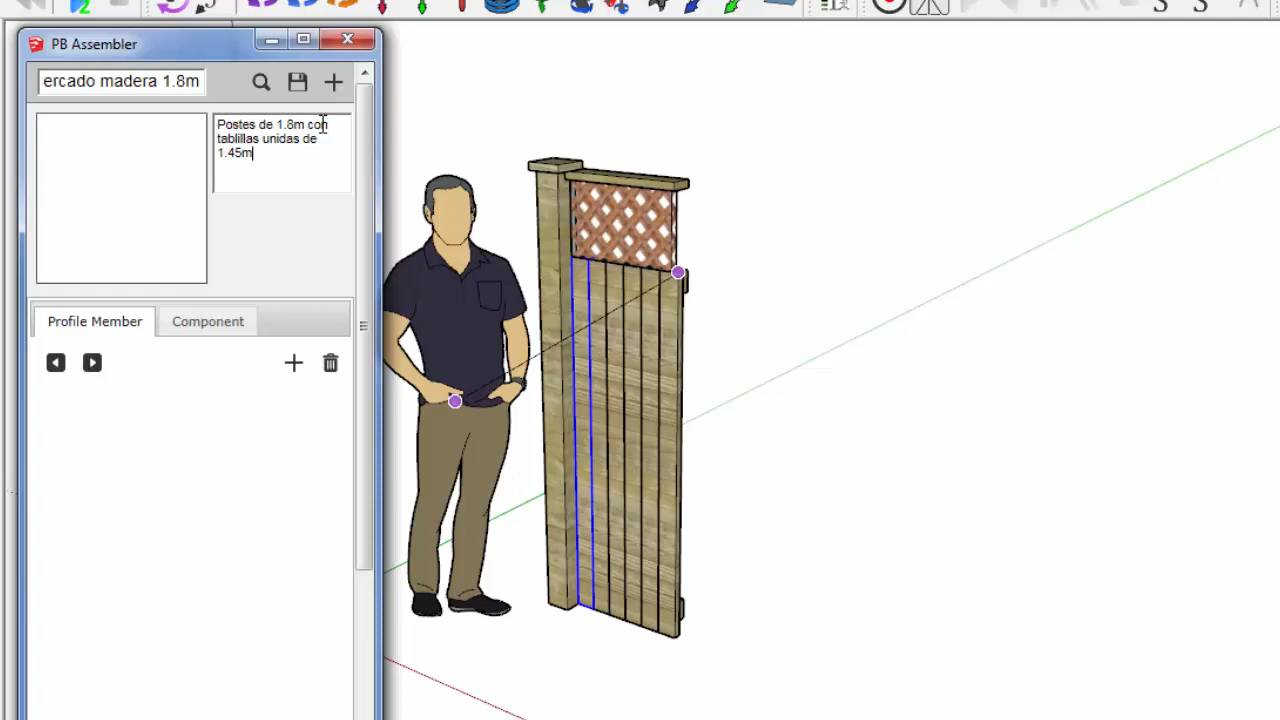 PB Assembler
ercado madera 1.8m
Postes de 1.8m con
tablillas unidas de
1.45m
Profile Member
Component